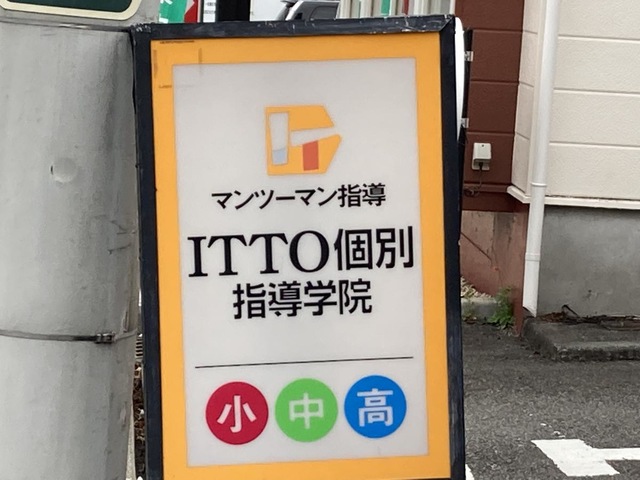 マンツーマン指導
ITTO個別
指導学院
小 中 高